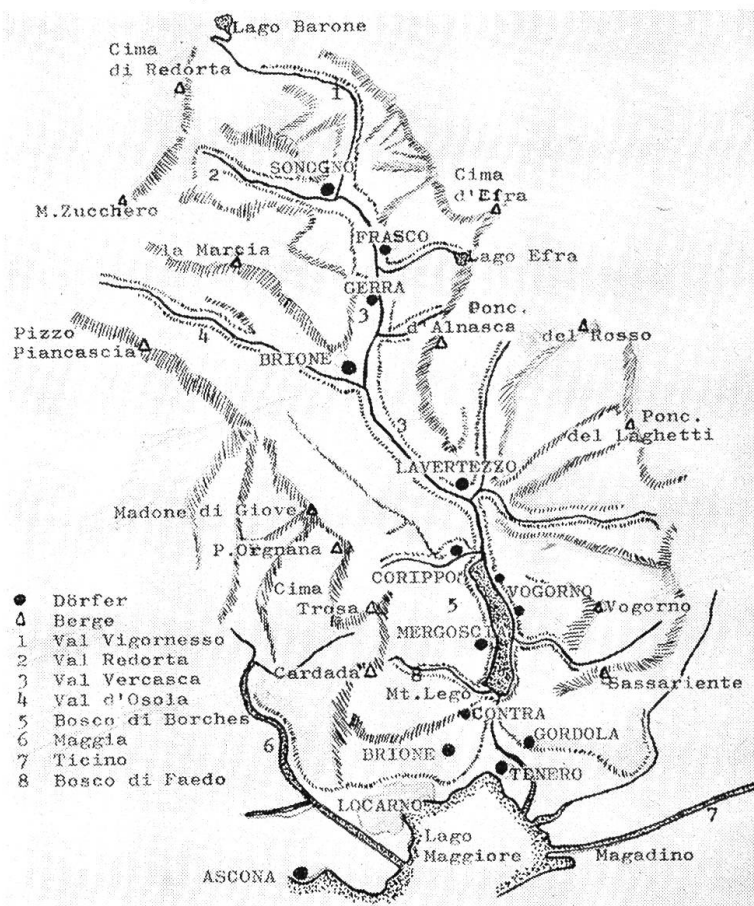 Lago Barone
Cima
di Redorta
1
SONOGNO
2
Cima
d'Efra
M.Zucchero
FRASCO
la Marcia
Lago Efra
GERRA
3
Ponc.
d'Alnasca
del Rosso
Pizzo
Piancascia
4
BRIONE
3
Ponc.
del Laghetti
LAVERTEZZO
Madone di Giove
P.Orgnana
CORIPPO
Cima
Trosa
5
VOGORNO
Vogorno
MERGOSCIA
Cardada
8
Mt.Lego
Sassariente
CONTRA
GORDOLA
6
BRIONE
TENERO
LOCARNO
Lago
Maggiore
7
Magadino
ASCONA
Dörfer
Berge
1 Val Vigornesso
2 Val Redorta
3 Val Vercasca
4 Val d'Osola
5 Bosco di Borches
6 Maggia
7 Ticino
8 Bosco di Faedo